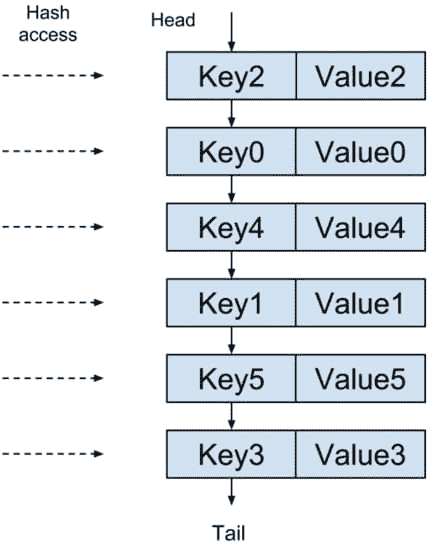 Hash
access
Head
Key2 Value2
Key0 Value0
Key4 Value4
Key1 Value1
Key5 Value5
Key3 Value3
Tail